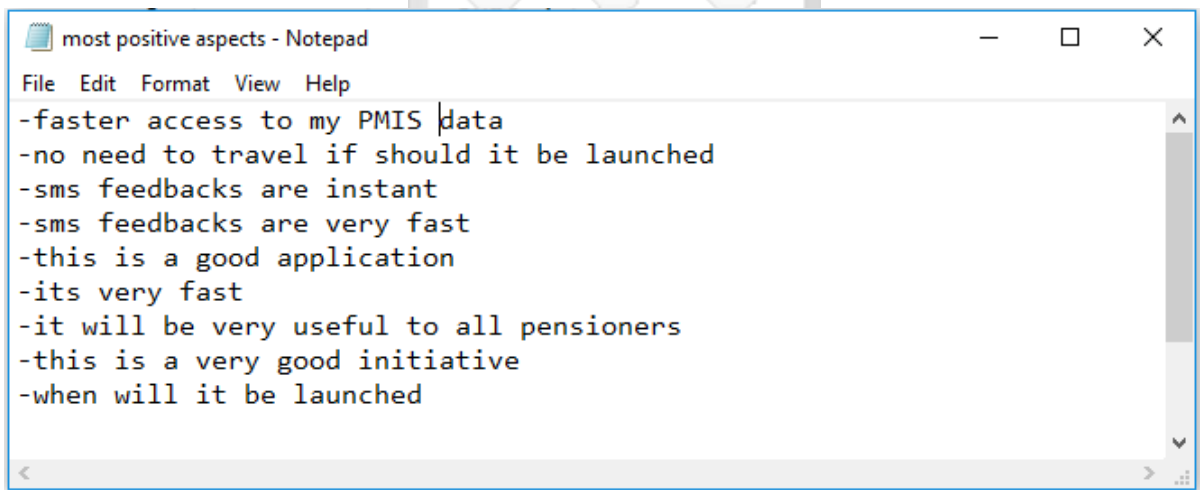 most positive aspects - Notepad
File Edit Format View Help
-faster access to my PMIS data
-no need to travel if should it be launched
-sms feedbacks are instant
-sms feedbacks are very fast
-this is a good application
-its very fast
-it will be very useful to all pensioners
-this is a very good initiative
-when will it be launched